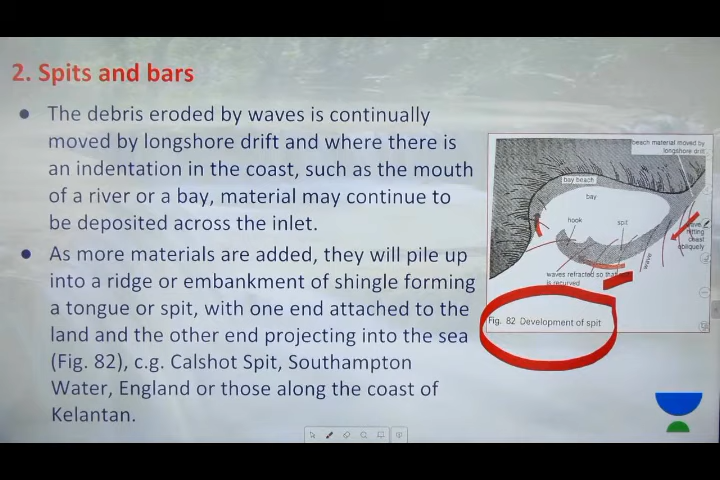 2. Spits and bars
● The debris eroded by waves is continually
moved by longshore drift and where there is
an indentation in the coast, such as the mouth
of a river or a bay, material may continue to
be deposited across the inlet.
● As more materials are added, they will pile up
into a ridge or embankment of shingle forming
a tongue or spit, with one end attached to the
land and the other end projecting into the sea
(Fig. 82), c.g. Calshot Spit, Southampton
Water, England or those along the coast of
Kelantan.
beach material moved by
longshore drift
bay beach
bay
hook
spit
hitting
coast
obliquely
wave
waves refracted so that
is recurved
Fig. 82 Development of spit